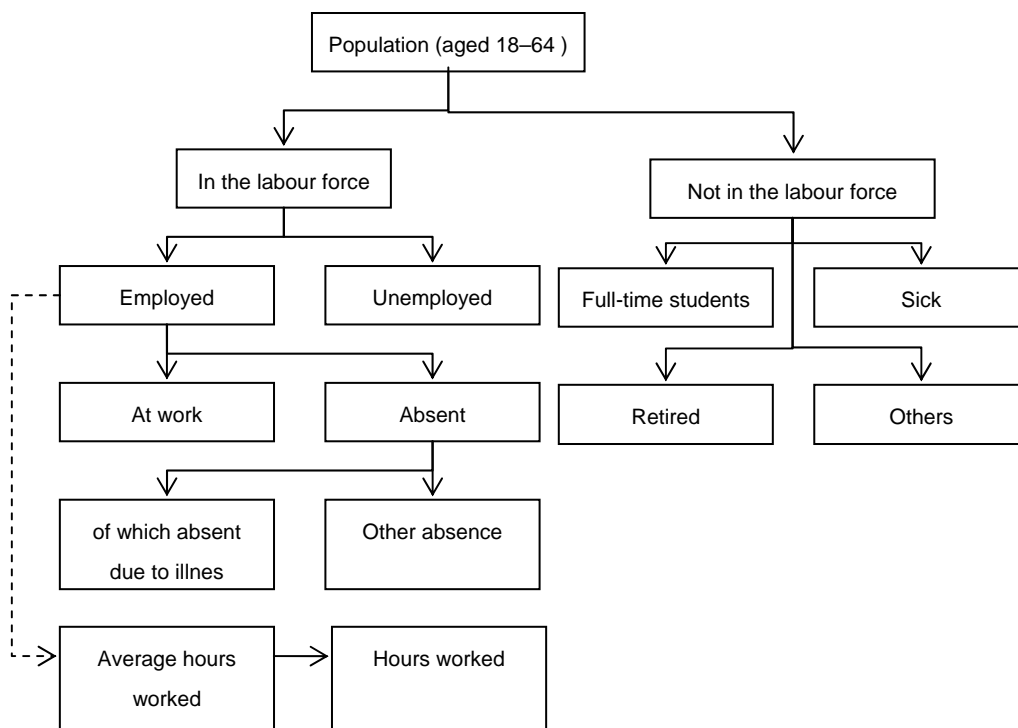 Population (aged 18–64 )
In the labour force
Not in the labour force
Employed
Unemployed
Full-time students
Sick
At work
Absent
Retired
Others
of which absent
due to illnes
Other absence
Average hours
worked
Hours worked